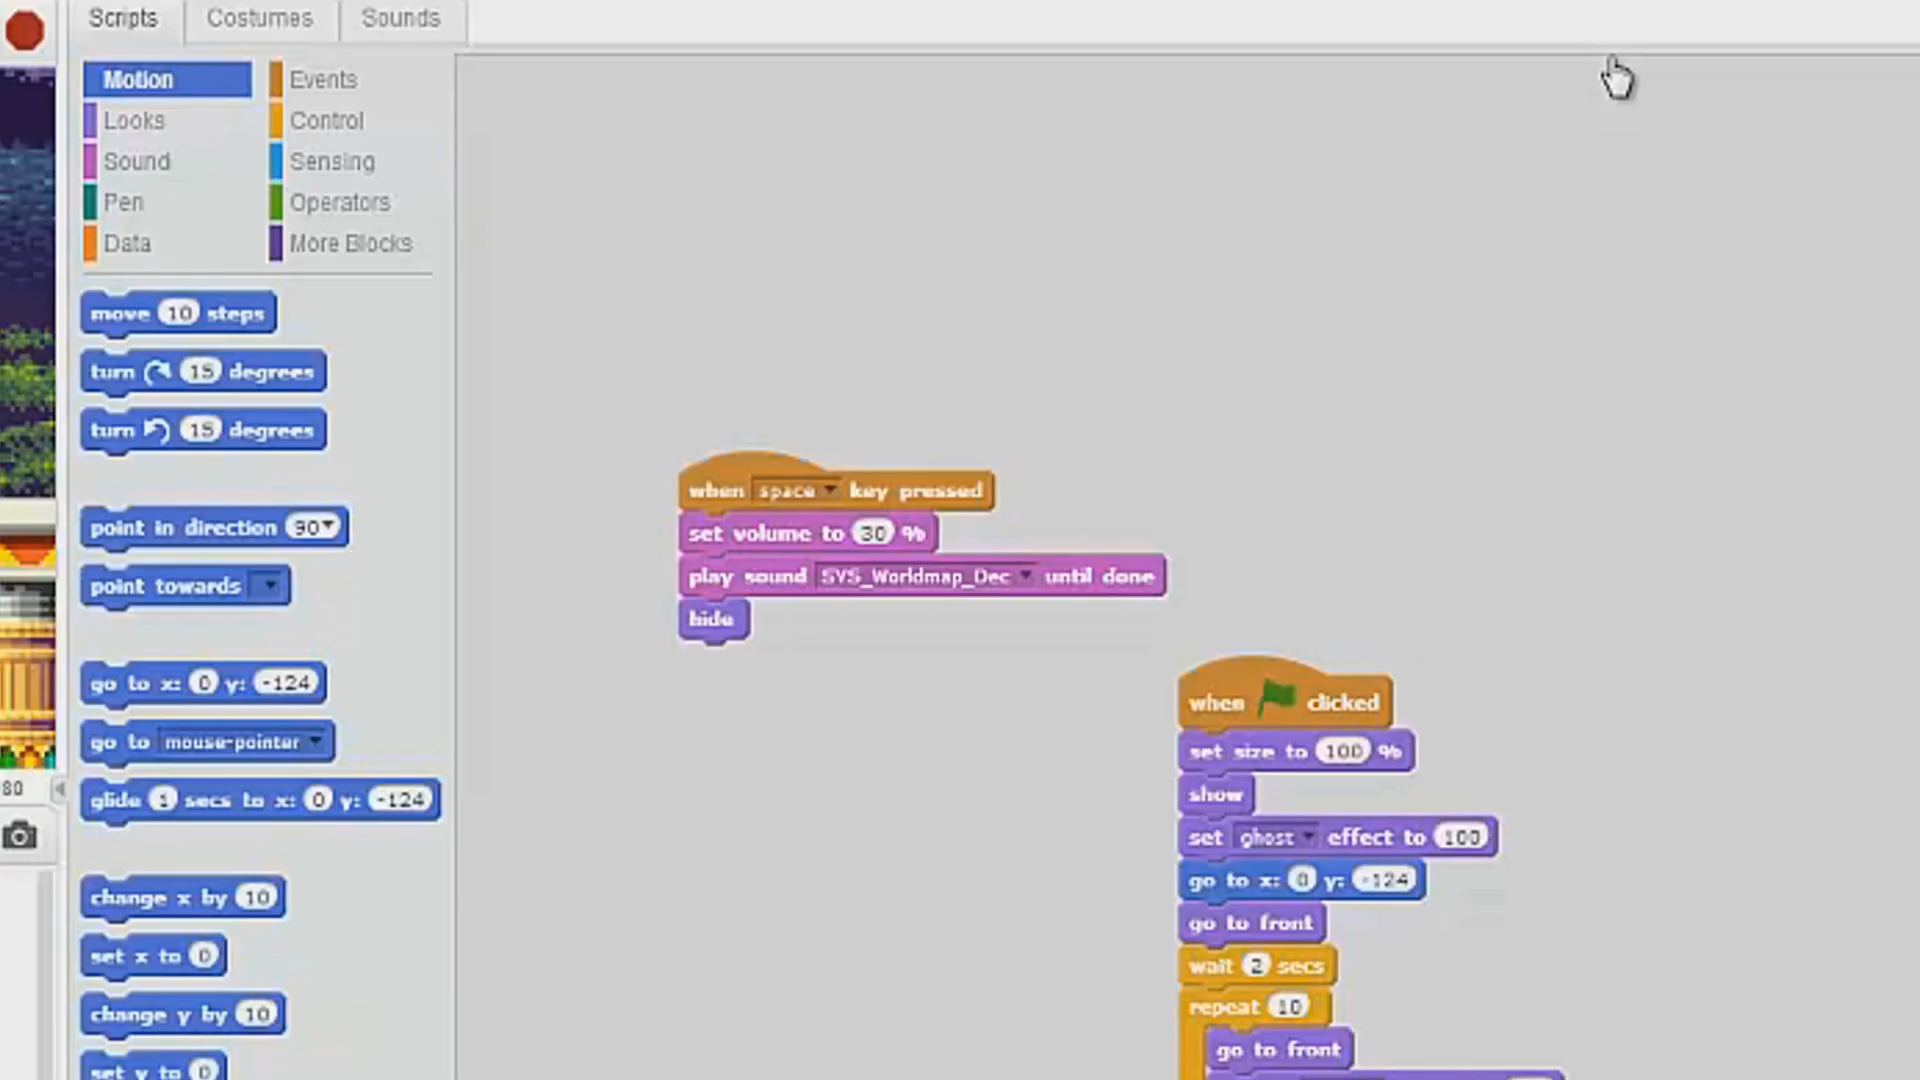 Scripts Costumes Sounds
Motion Events
Looks Control
Sound Sensing
Pen Operators
Data More Blocks
move 10 steps
turn 15 degrees
turn 15 degrees
point in direction 90
point towards
go to x: 0 y: -124
go to mouse-pointer
glide 1 secs to x: 0 y: -124
change x by 10
set x to 0
change y by 10
set y to 0
80
when space key pressed
set volume to 30 %
play sound SYS_Worldmap_Dec until done
hide
when clicked
set size to 100 %
show
set ghost effect to 100
go to x: 0 y: -124
go to front
wait 2 secs
repeat 10
go to front